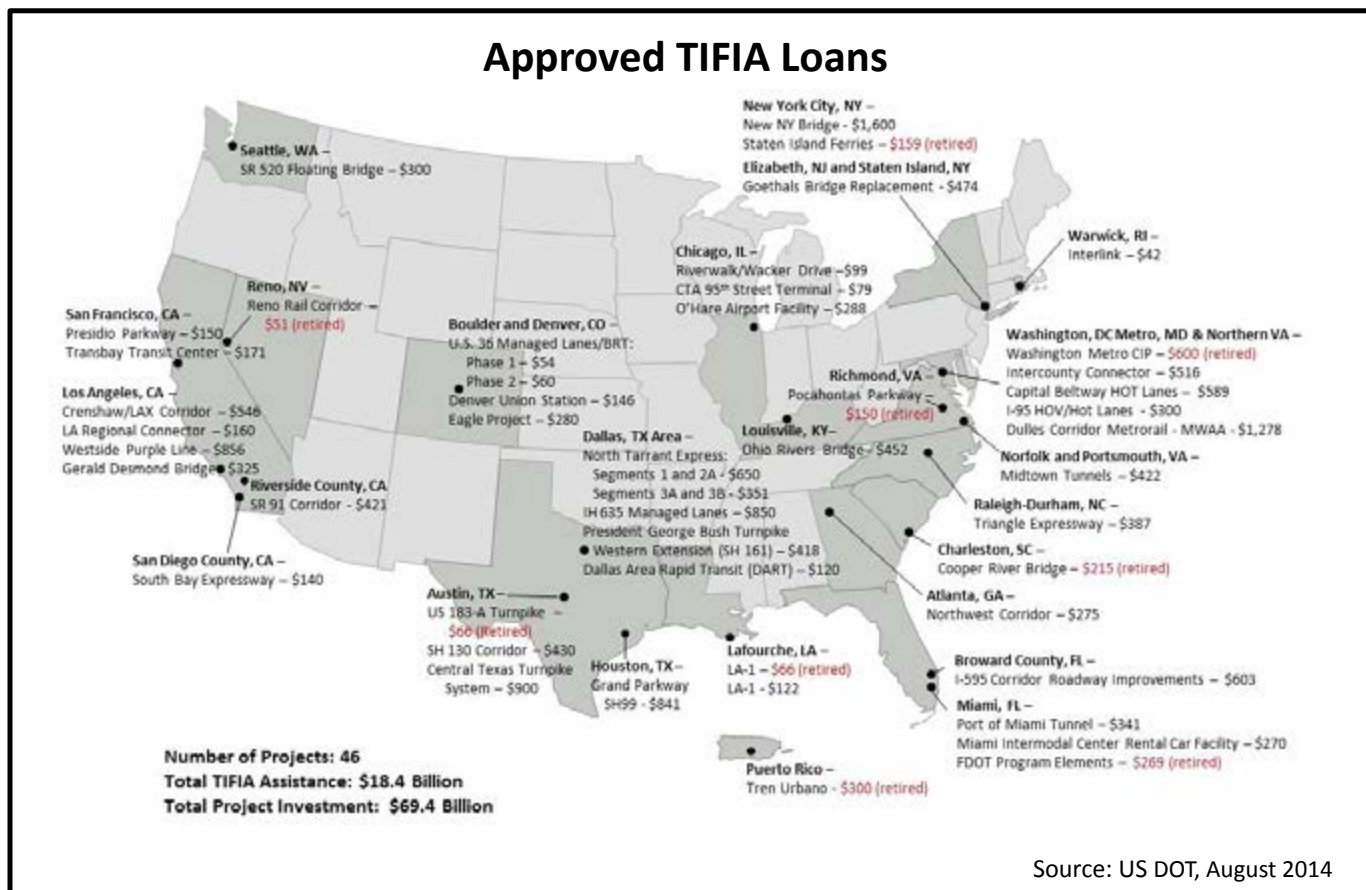 Approved TIFIA Loans
New York City, NY –
New NY Bridge - $1,600
Staten Island Ferries – $159 (retired)
Elizabeth, NJ and Staten Island, NY
Goethals Bridge Replacement - $474
Seattle, WA –
SR 520 Floating Bridge – $300
Warwick, RI –
Interlink – $42
Chicago, IL –
Riverwalk/Wacker Drive –$99
CTA 95th Street Terminal – $79
O'Hare Airport Facility – $288
Reno, NV –
Reno Rail Corridor –
$51 (retired)
San Francisco, CA –
Presidio Parkway – $150
Transbay Transit Center – $171
Boulder and Denver, CO –
U.S. 36 Managed Lanes/BRT:
Phase 1 – $54
Phase 2 – $60
Denver Union Station – $146
Eagle Project – $280
Washington, DC Metro, MD & Northern VA –
Washington Metro CIP – $600 (retired)
Intercounty Connector – $516
Capital Beltway HOT Lanes – $589
I-95 HOV/Hot Lanes - $300
Dulles Corridor Metrorail - MWAA - $1,278
Richmond, VA –
Pocahontas Parkway –
$150 (retired)
Los Angeles, CA –
Crenshaw/LAX Corridor – $546
LA Regional Connector – $160
Westside Purple Line – $856
Gerald Desmond Bridge $325
Louisville, KY–
Ohio Rivers Bridge – $452
Dallas, TX Area –
North Tarrant Express:
Segments 1 and 2A - $650
Segments 3A and 3B - $351
IH 635 Managed Lanes – $850
President George Bush Turnpike
Western Extension (SH 161) – $418
Dallas Area Rapid Transit (DART) – $120
Norfolk and Portsmouth, VA –
Midtown Tunnels – $422
Riverside County, CA
SR 91 Corridor - $421
Raleigh-Durham, NC –
Triangle Expressway – $387
San Diego County, CA –
South Bay Expressway – $140
Charleston, SC –
Cooper River Bridge – $215 (retired)
Atlanta, GA –
Northwest Corridor – $275
Austin, TX –
US 183-A Turnpike –
$66 (Retired)
SH 130 Corridor – $430
Central Texas Turnpike
System – $900
Houston, TX –
Grand Parkway
SH99 - $841
Lafourche, LA –
LA-1 – $66 (retired)
LA-1 - $122
Broward County, FL –
I-595 Corridor Roadway Improvements – $603
Miami, FL –
Port of Miami Tunnel – $341
Miami Intermodal Center Rental Car Facility – $270
FDOT Program Elements – $269 (retired)
Puerto Rico –
Tren Urbano - $300 (retired)
Number of Projects: 46
Total TIFIA Assistance: $18.4 Billion
Total Project Investment: $69.4 Billion
Source: US DOT, August 2014